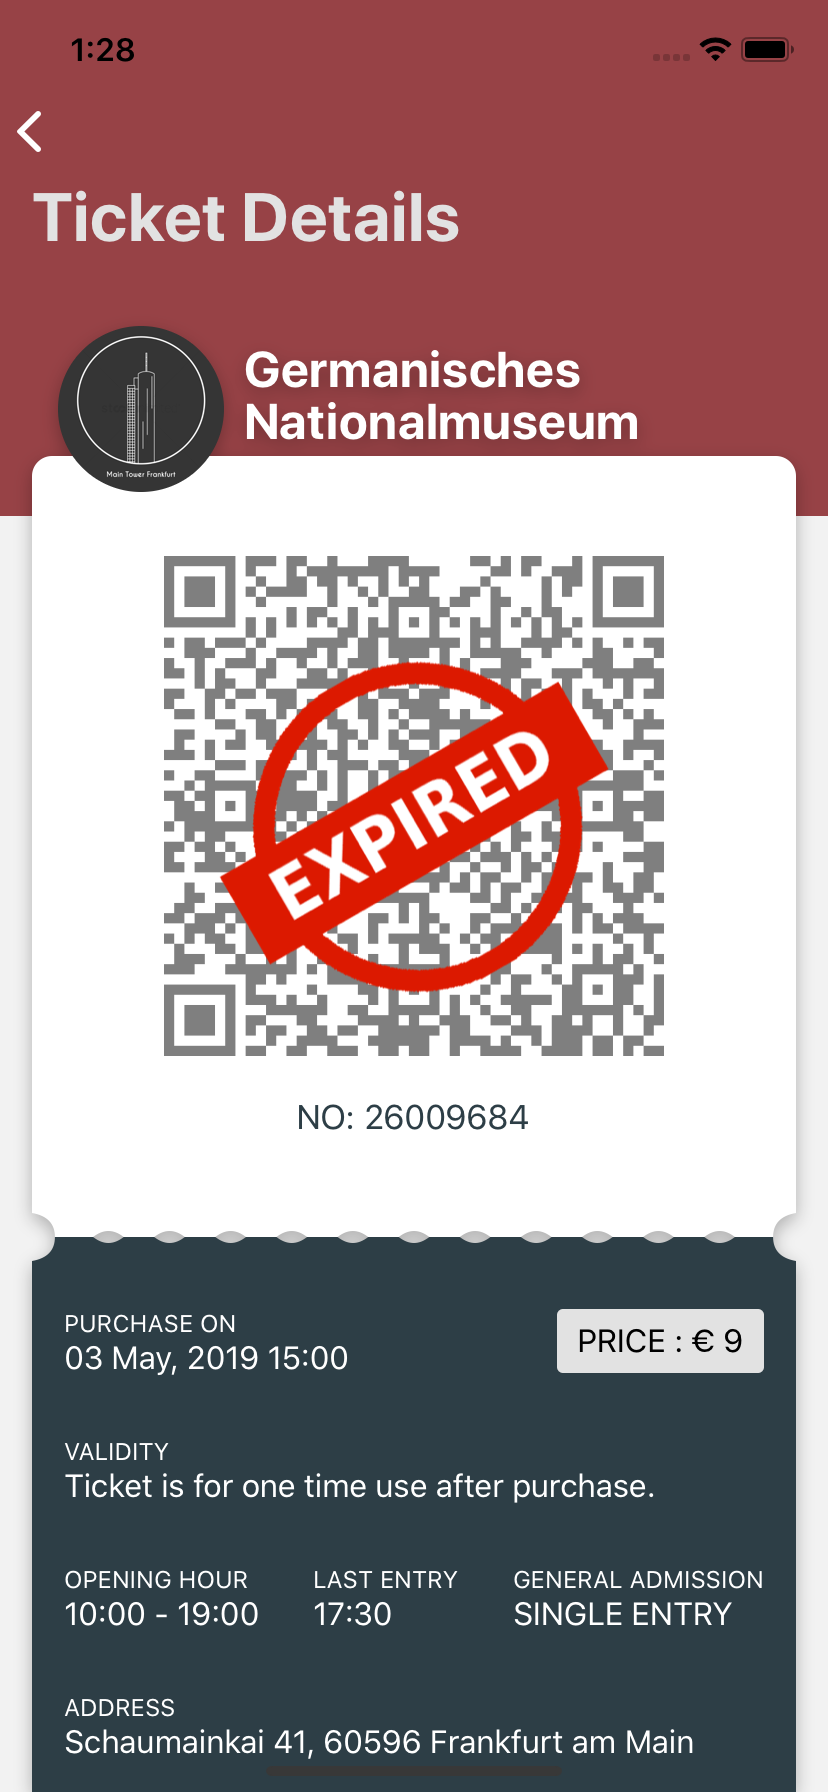 1:28
Ticket Details
Germanisches
Nationalmuseum
Main Tower Frankfurt
EXPIRED
NO: 26009684
PURCHASE ON
03 May, 2019 15:00
PRICE : € 9
VALIDITY
Ticket is for one time use after purchase.
OPENING HOUR
10:00 - 19:00
LAST ENTRY
17:30
GENERAL ADMISSION
SINGLE ENTRY
ADDRESS
Schaumainkai 41, 60596 Frankfurt am Main